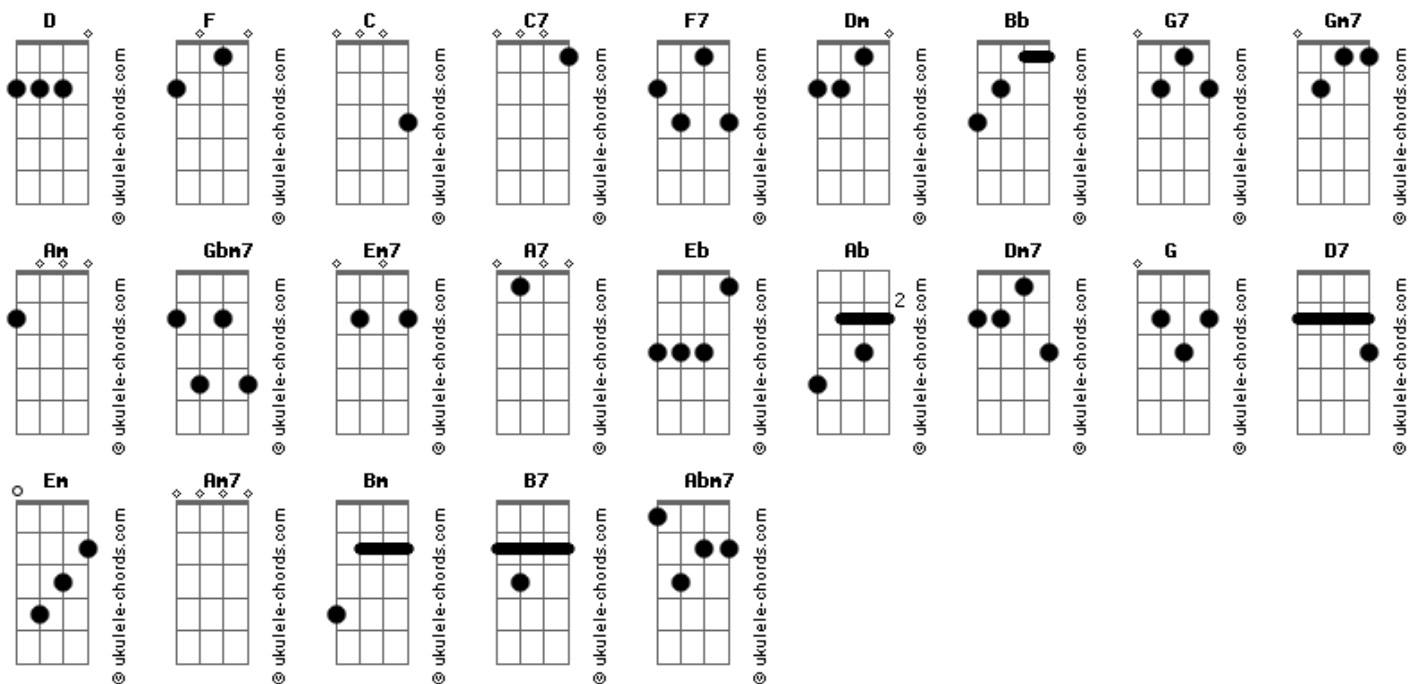 D F C C7 F7 Dm Bb G7 Gm7
© ukulele-chords.com © ukulele-chords.com © ukulele-chords.com © ukulele-chords.com © ukulele-chords.com © ukulele-chords.com © ukulele-chords.com © ukulele-chords.com © ukulele-chords.com
Am Gbm7 Em7 A7 Eb Ab Dm7 G D7
2
© ukulele-chords.com © ukulele-chords.com © ukulele-chords.com © ukulele-chords.com © ukulele-chords.com © ukulele-chords.com © ukulele-chords.com © ukulele-chords.com © ukulele-chords.com
Em Am7 Bm B7 Abm7
© ukulele-chords.com © ukulele-chords.com © ukulele-chords.com © ukulele-chords.com © ukulele-chords.com